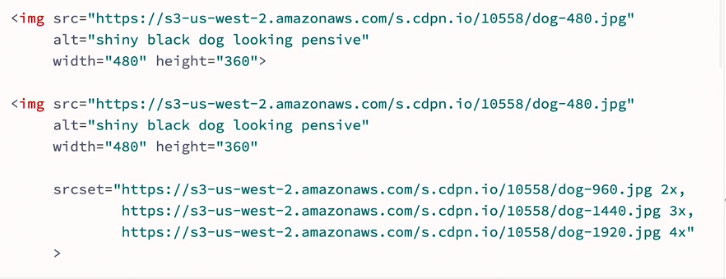 <img src="https://s3-us-west-2.amazonaws.com/s.cdpn.io/10558/dog-480.jpg"
alt="shiny black dog looking pensive"
width="480" height="360">
<img src="https://s3-us-west-2.amazonaws.com/s.cdpn.io/10558/dog-480.jpg"
alt="shiny black dog looking pensive"
width="480" height="360"
srcset="https://s3-us-west-2.amazonaws.com/s.cdpn.io/10558/dog-960.jpg 2x,
https://s3-us-west-2.amazonaws.com/s.cdpn.io/10558/dog-1440.jpg 3x,
https://s3-us-west-2.amazonaws.com/s.cdpn.io/10558/dog-1920.jpg 4x"
>